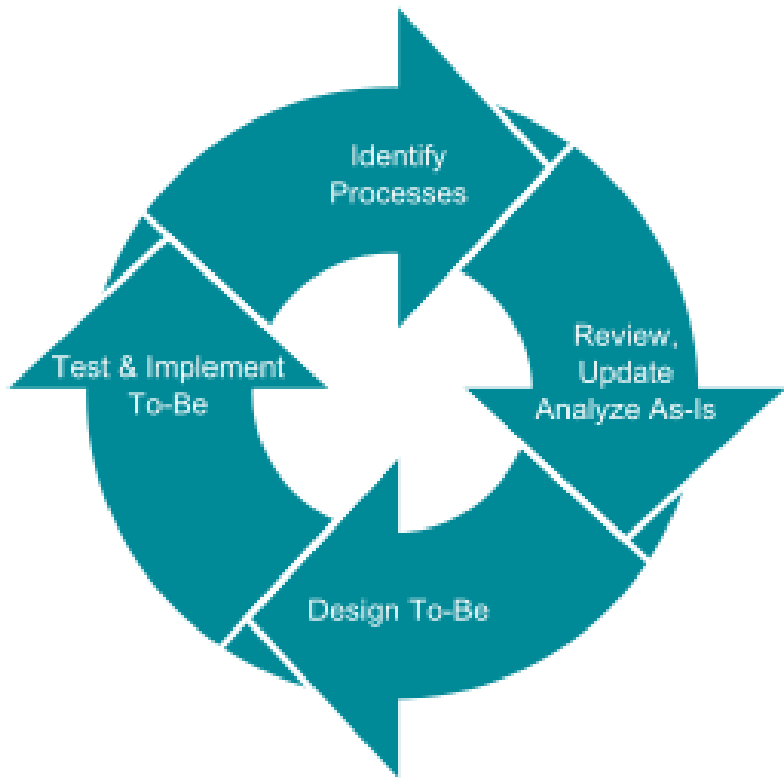 Identify
Processes
Review,
Update
Analyze As-Is
Design To-Be
Test & Implement
To-Be